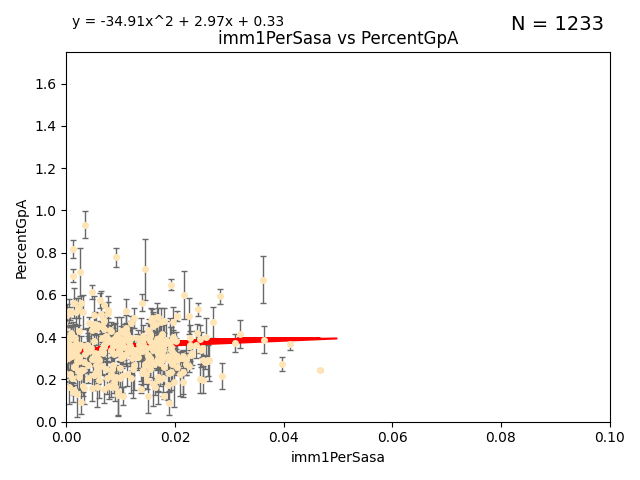 y = -34.91x^2 + 2.97x + 0.33
N = 1233
imm1PerSasa vs PercentGpA
PercentGpA
1.6
1.4
1.2
1.0
0.8
0.6
0.4
0.2
0.0
0.00 0.02 0.04 0.06 0.08 0.10
imm1PerSasa